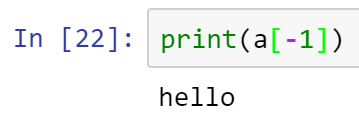 In [22]: print(a[-1])
hello